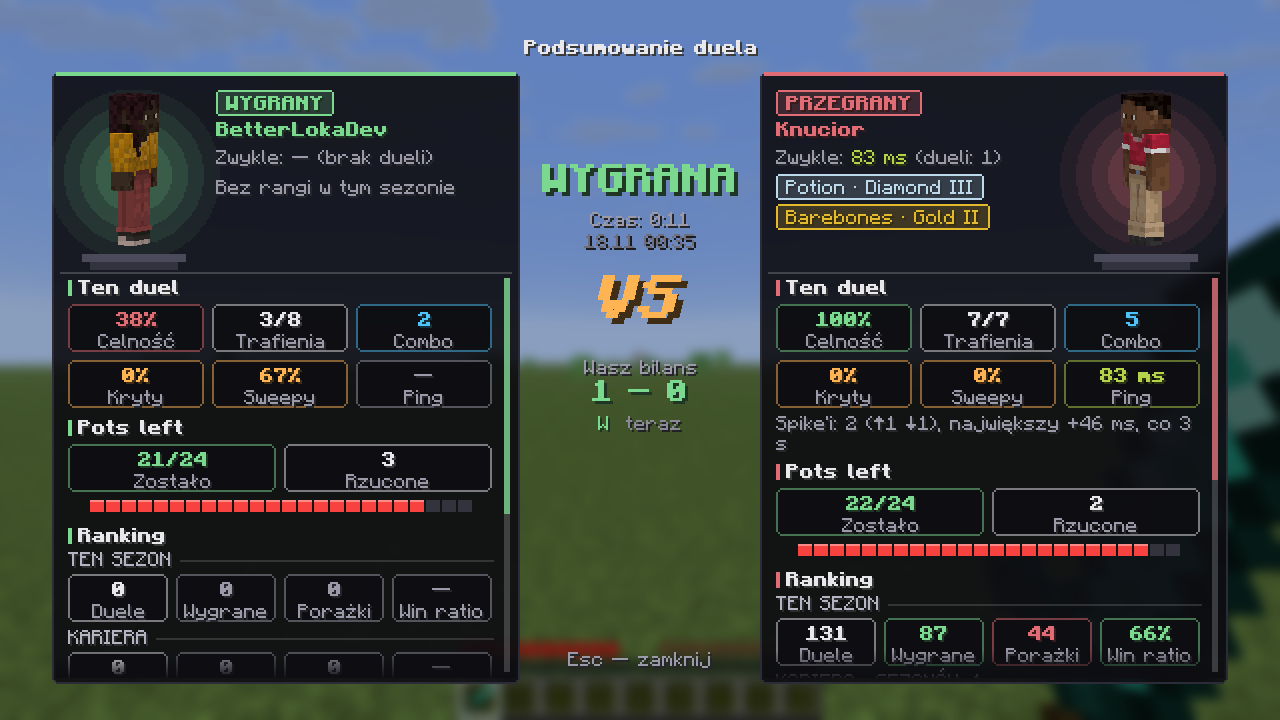 Podsumowanie duela
WYGRANY
BetterLokaDev
Zwykle: — (brak dueli)
Bez rangi w tym sezonie
Ten duel
38%
Celność
3/8
Trafienia
2
Combo
0%
Kryty
67%
Sweepy
—
Ping
Pots left
21/24
Zostało
3
Rzucone
Ranking
TEN SEZON
0
Duele
0
Wygrane
0
Porażki
—
Win ratio
KARIERA
0
0
0
—
WYGRANA
Czas: 0:11
18.11 00:35
VS
Wasz bilans
1 — 0
W teraz
Esc — zamknij
PRZEGRANY
Knucior
Zwykle: 83 ms (dueli: 1)
Potion · Diamond III
Barebones · Gold II
Ten duel
100%
Celność
7/7
Trafienia
5
Combo
0%
Kryty
0%
Sweepy
83 ms
Ping
Spike'i: 2 (↑1 ↓1), największy +46 ms, co 3
s
Pots left
22/24
Zostało
2
Rzucone
Ranking
TEN SEZON
131
Duele
87
Wygrane
44
Porażki
66%
Win ratio